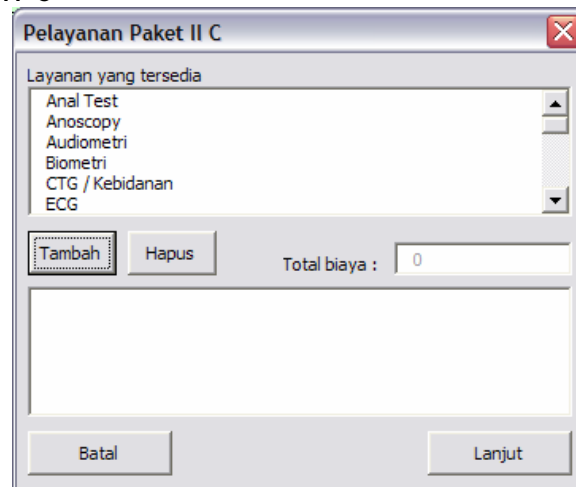 Pelayanan Paket II C
Layanan yang tersedia
Anal Test
Anoscopy
Audiometri
Biometri
CTG / Kebidanan
ECG
Tambah Hapus Total biaya : 0
Batal Lanjut